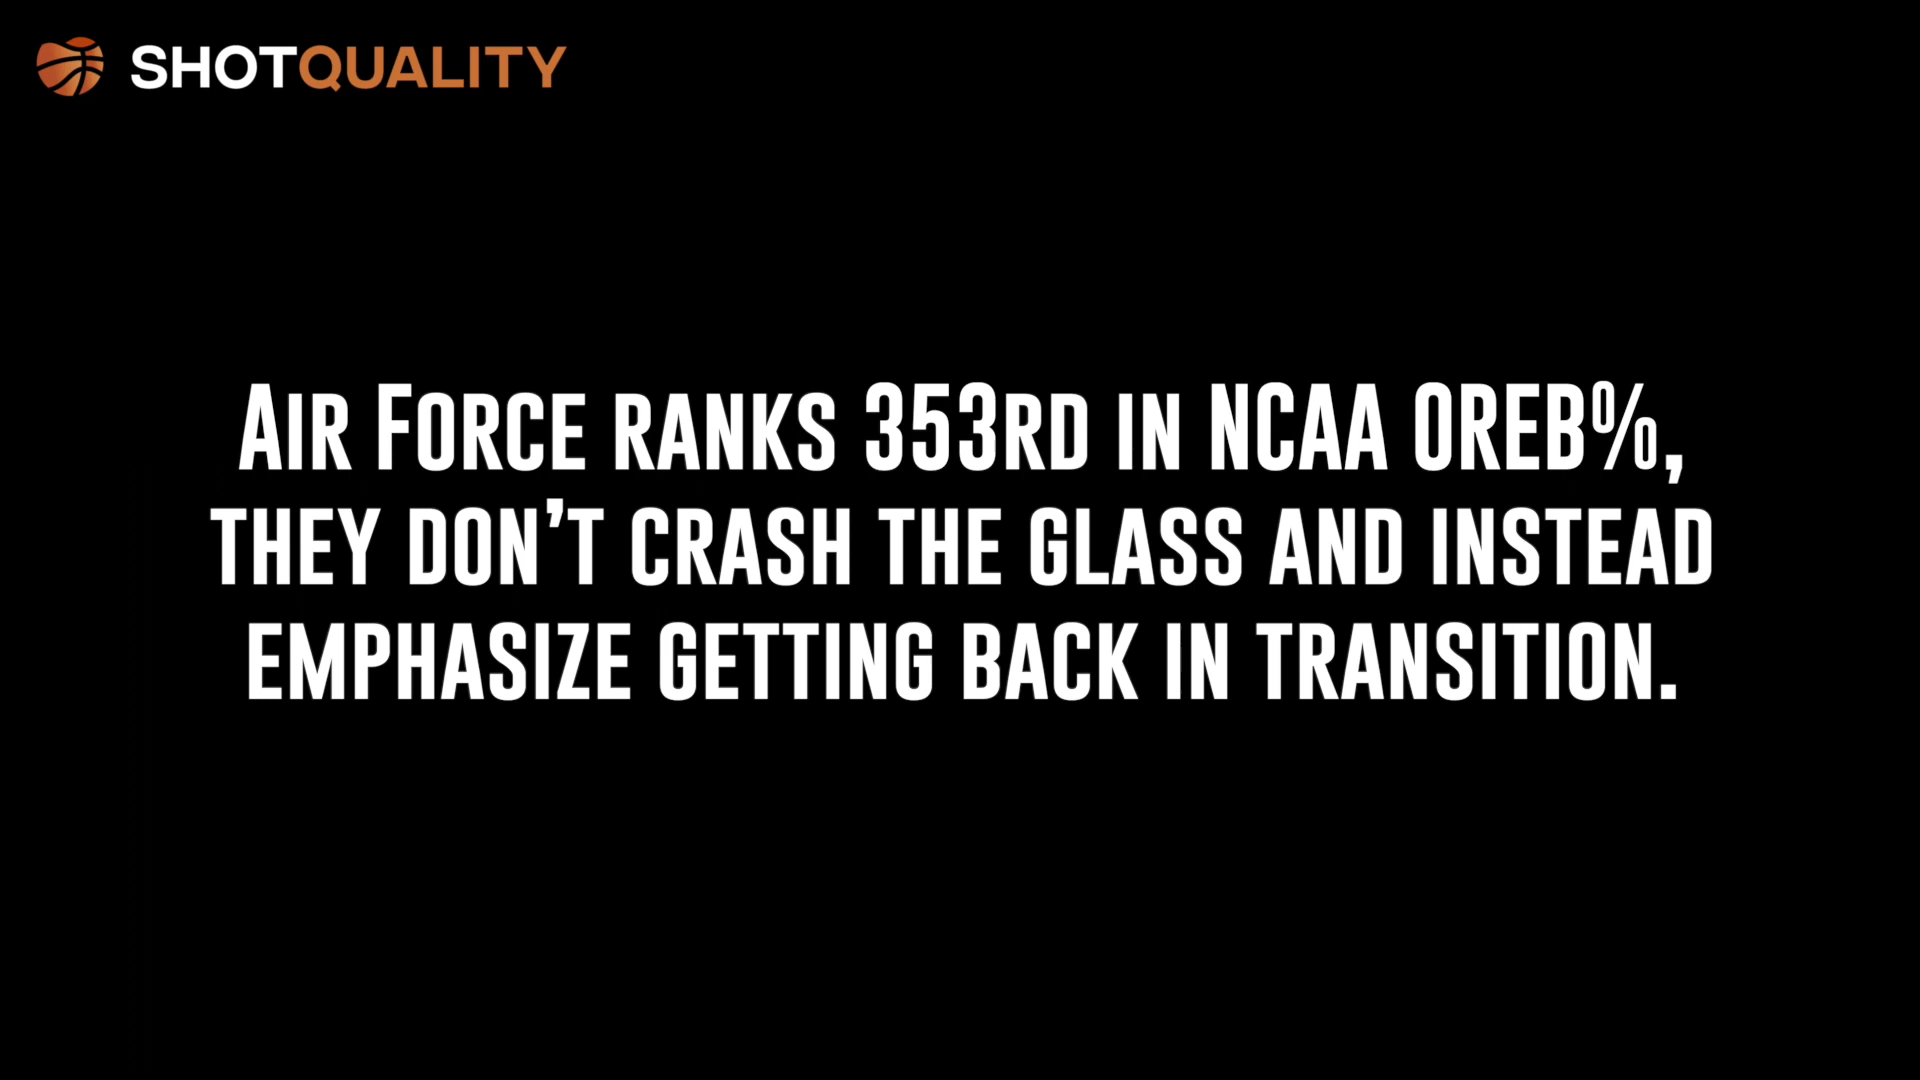 SHOTQUALITY
Air Force ranks 353rd in NCAA OREB%,
they don’t crash the glass and instead
emphasize getting back in transition.